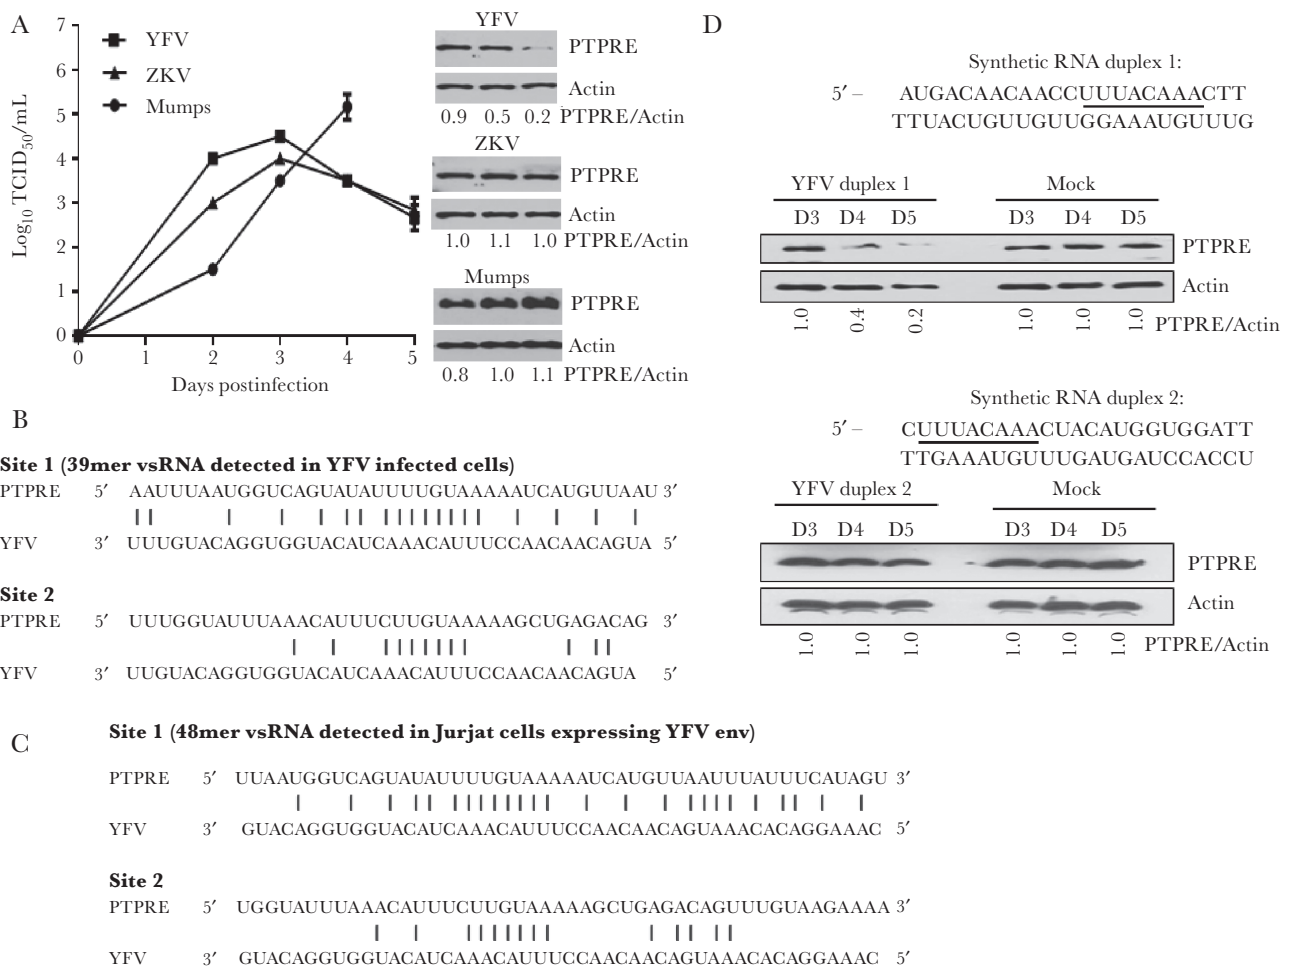 A
7
6
5
4
3
2
1
0
Log10 TCID50/mL
YFV
ZKV
Mumps
0 1 2 3 4 5
Days postinfection
YFV
PTPRE
Actin
0.9 0.5 0.2 PTPRE/Actin
ZKV
PTPRE
Actin
1.0 1.1 1.0 PTPRE/Actin
Mumps
PTPRE
Actin
0.8 1.0 1.1 PTPRE/Actin
B
Site 1 (39mer vsRNA detected in YFV infected cells)
PTPRE 5′ AAUUUAAUGGUCAGUAUAUUUUGUAAAAAUCAUGUUAAU 3′
YFV 3′ UUUGUACAGGUGGUACAUCAAACAUUUCCAACAACAGUA 5′
Site 2
PTPRE 5′ UUUGGUAUUUAAACAUUUCUUGUAAAAAGCUGAGACAG 3′
YFV 3′ UUGUACAGGUGGUACAUCAAACAUUUCCAACAACAGUA 5′
C
Site 1 (48mer vsRNA detected in Jurjat cells expressing YFV env)
PTPRE 5′ UUAAUGGUCAGUAUAUUUUGUAAAAAUCAUGUUAAUUUAUUUCAUAGU 3′
YFV 3′ GUACAGGUGGUACAUCAAACAUUUCCAACAACAGUAAACACAGGAAAC 5′
Site 2
PTPRE 5′ UGGUAUUUAAACAUUUCUUGUAAAAAGCUGAGACAGUUUGUAAGAAAA 3′
YFV 3′ GUACAGGUGGUACAUCAAACAUUUCCAACAACAGUAAACACAGGAAAC 5′
D
Synthetic RNA duplex 1:
5′ – AUGACAACAACCUUUACAAACTT
TTUACUGUUGUUGGAAAUGUUUG
YFV duplex 1 Mock
D3 D4 D5 D3 D4 D5
PTPRE
Actin
1.0 0.4 0.2 1.0 1.0 1.0 PTPRE/Actin
Synthetic RNA duplex 2:
5′ – CUUUACAAACUACAUGGUGGATT
TTGAAAUGUUUGAUGAUCCACCU
YFV duplex 2 Mock
D3 D4 D5 D3 D4 D5
PTPRE
Actin
1.0 1.0 1.0 1.0 1.0 1.0 PTPRE/Actin